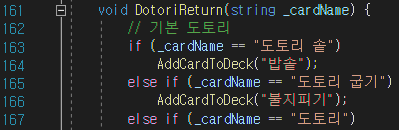 161 void DotoriReturn(string _cardName) {
162 // 기본 도토리
163 if (_cardName == "도토리 솥")
164 AddCardToDeck("밥솥");
165 else if (_cardName == "도토리 굽기")
166 AddCardToDeck("불지피기");
167 else if (_cardName == "도토리")